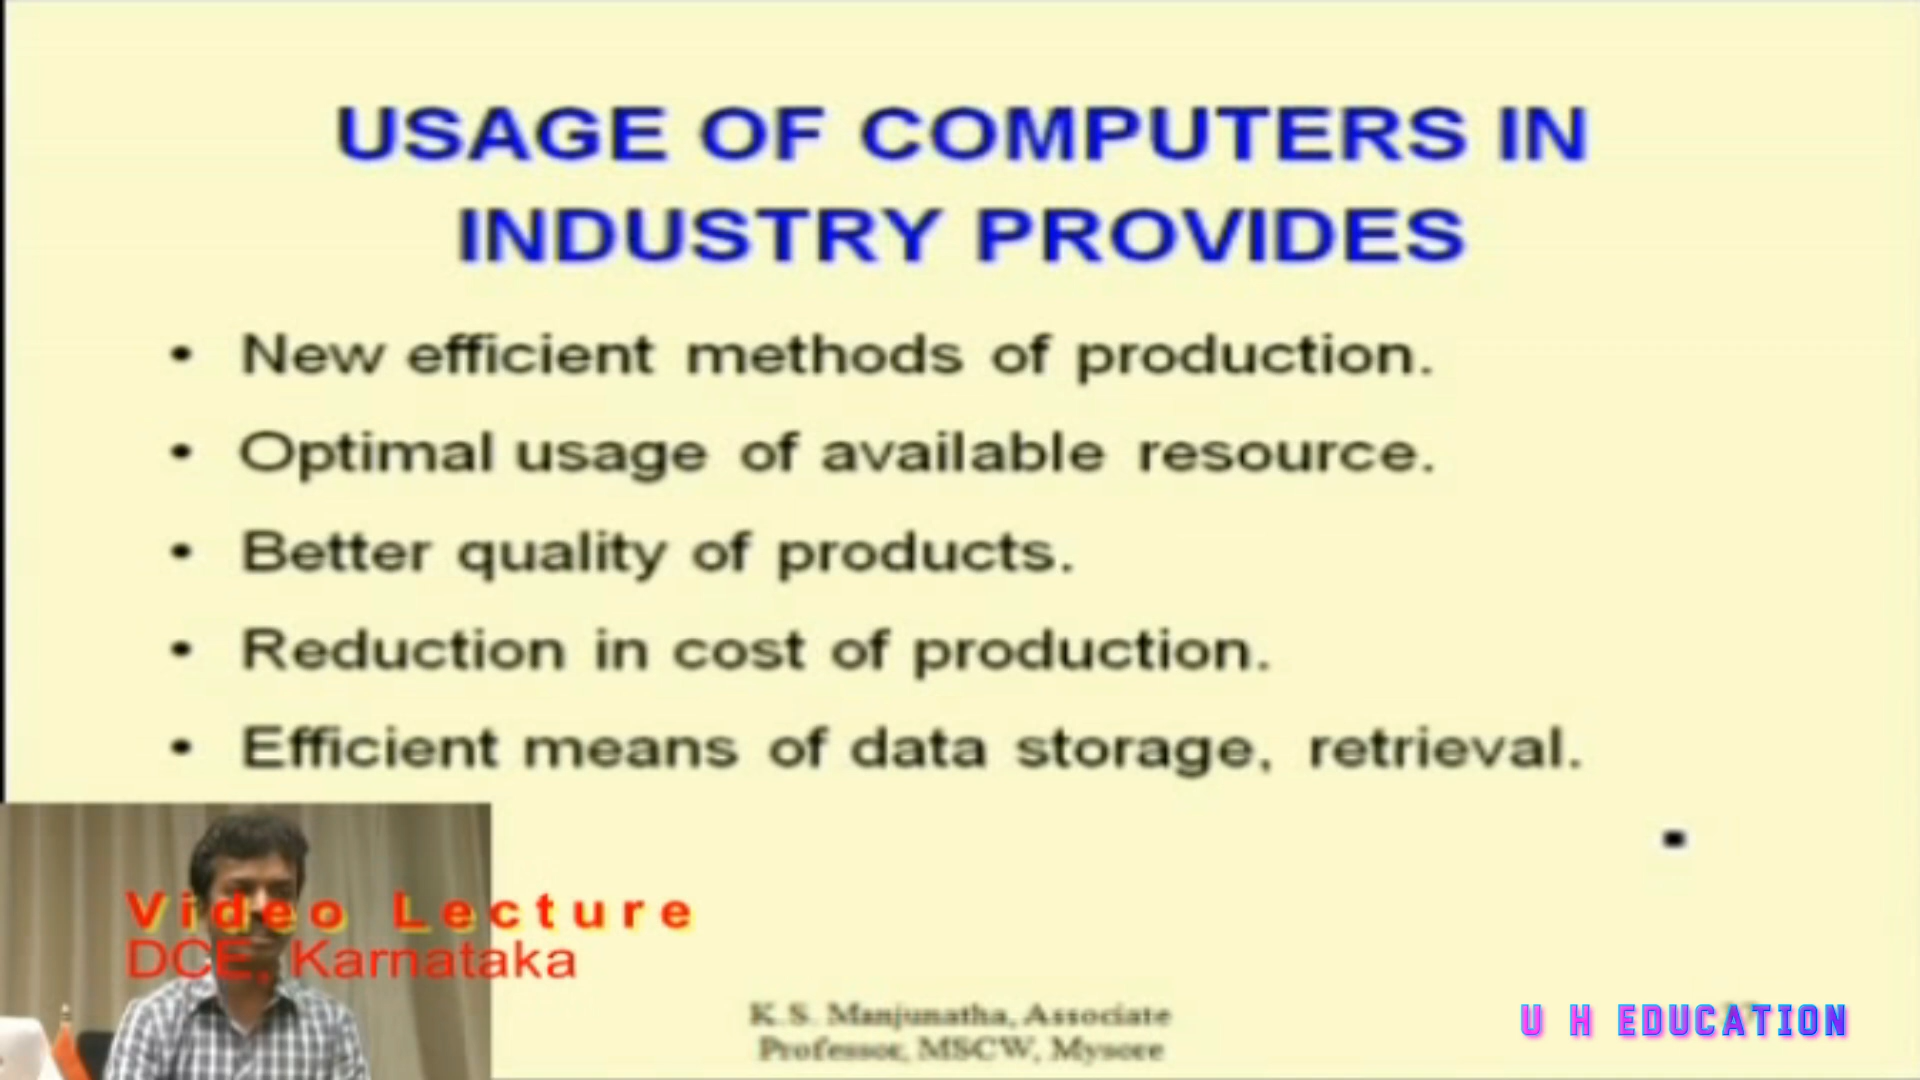 USAGE OF COMPUTERS IN
INDUSTRY PROVIDES
• New efficient methods of production.
• Optimal usage of available resource.
• Better quality of products.
• Reduction in cost of production.
• Efficient means of data storage, retrieval.
Video Lecture
DCE, Karnataka
K.S. Manjunatha, Associate
Professor, MSCW, Mysore
U H EDUCATION